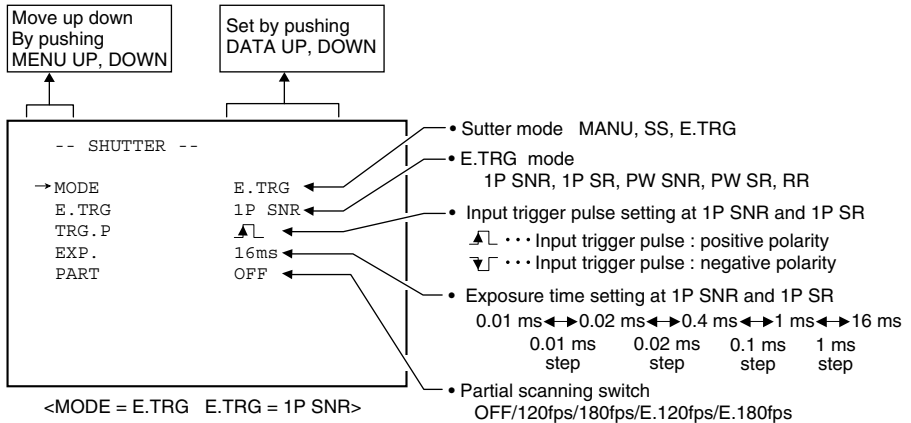 Move up down
By pushing
MENU UP, DOWN
Set by pushing
DATA UP, DOWN
-- SHUTTER --
→MODE E.TRG
E.TRG 1P SNR
TRG.P
EXP. 16ms
PART OFF
<MODE = E.TRG E.TRG = 1P SNR>
• Sutter mode MANU, SS, E.TRG
• E.TRG mode
1P SNR, 1P SR, PW SNR, PW SR, RR
• Input trigger pulse setting at 1P SNR and 1P SR
··· Input trigger pulse : positive polarity
··· Input trigger pulse : negative polarity
• Exposure time setting at 1P SNR and 1P SR
0.01 ms↔0.02 ms↔0.4 ms↔1 ms↔16 ms
0.01 ms 0.02 ms 0.1 ms 1 ms
step step step step
• Partial scanning switch
OFF/120fps/180fps/E.120fps/E.180fps